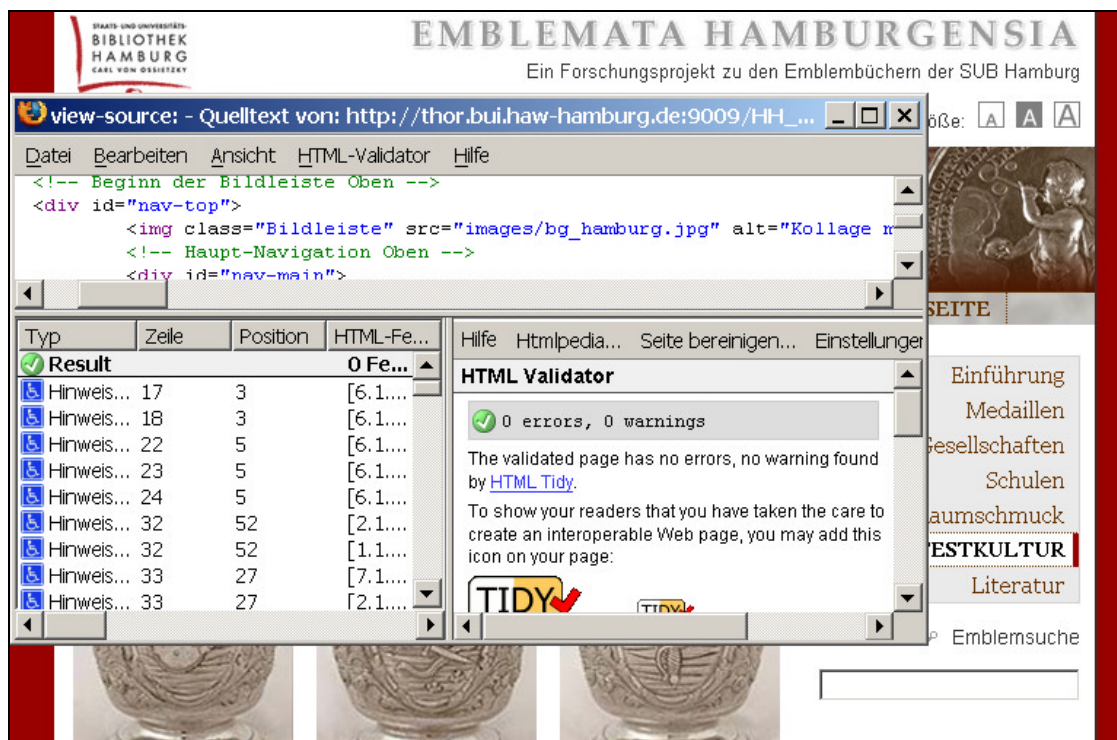 STAATS- UND UNIVERSITÄTS-
BIBLIOTHEK
HAMBURG
CARL VON OSSIETZKY
EMBLEMATA HAMBURGENSIA
Ein Forschungsprojekt zu den Emblembüchern der SUB Hamburg
öße: A A A
view-source: - Quelltext von: http://thor.bui.haw-hamburg.de:9009/HH_...
Datei Bearbeiten Ansicht HTML-Validator Hilfe
<!-- Beginn der Bildleiste Oben -->
<div id="nav-top">
<img class="Bildleiste" src="images/bg_hamburg.jpg" alt="Kollage
<!-- Haupt-Navigation Oben -->
<div id="nav-main">
SEITE
Typ Zeile Position HTML-Fe...
Result 0 Fe...
Hinweis... 17 3 [6.1....
Hinweis... 18 3 [6.1....
Hinweis... 22 5 [6.1....
Hinweis... 23 5 [6.1....
Hinweis... 24 5 [6.1....
Hinweis... 32 52 [2.1....
Hinweis... 32 52 [1.1....
Hinweis... 33 27 [7.1....
Hinweis... 33 27 [2.1....
Hilfe Htmlpedia... Seite bereinigen... Einstellunger
HTML Validator
0 errors, 0 warnings
The validated page has no errors, no warning found
by HTML Tidy.
To show your readers that you have taken the care to
create an interoperable Web page, you may add this
icon on your page:
TIDY
TIDY
Einführung
Medaillen
Gesellschaften
Schulen
aumschmuck
FESTKULTUR
Literatur
Emblemsuche